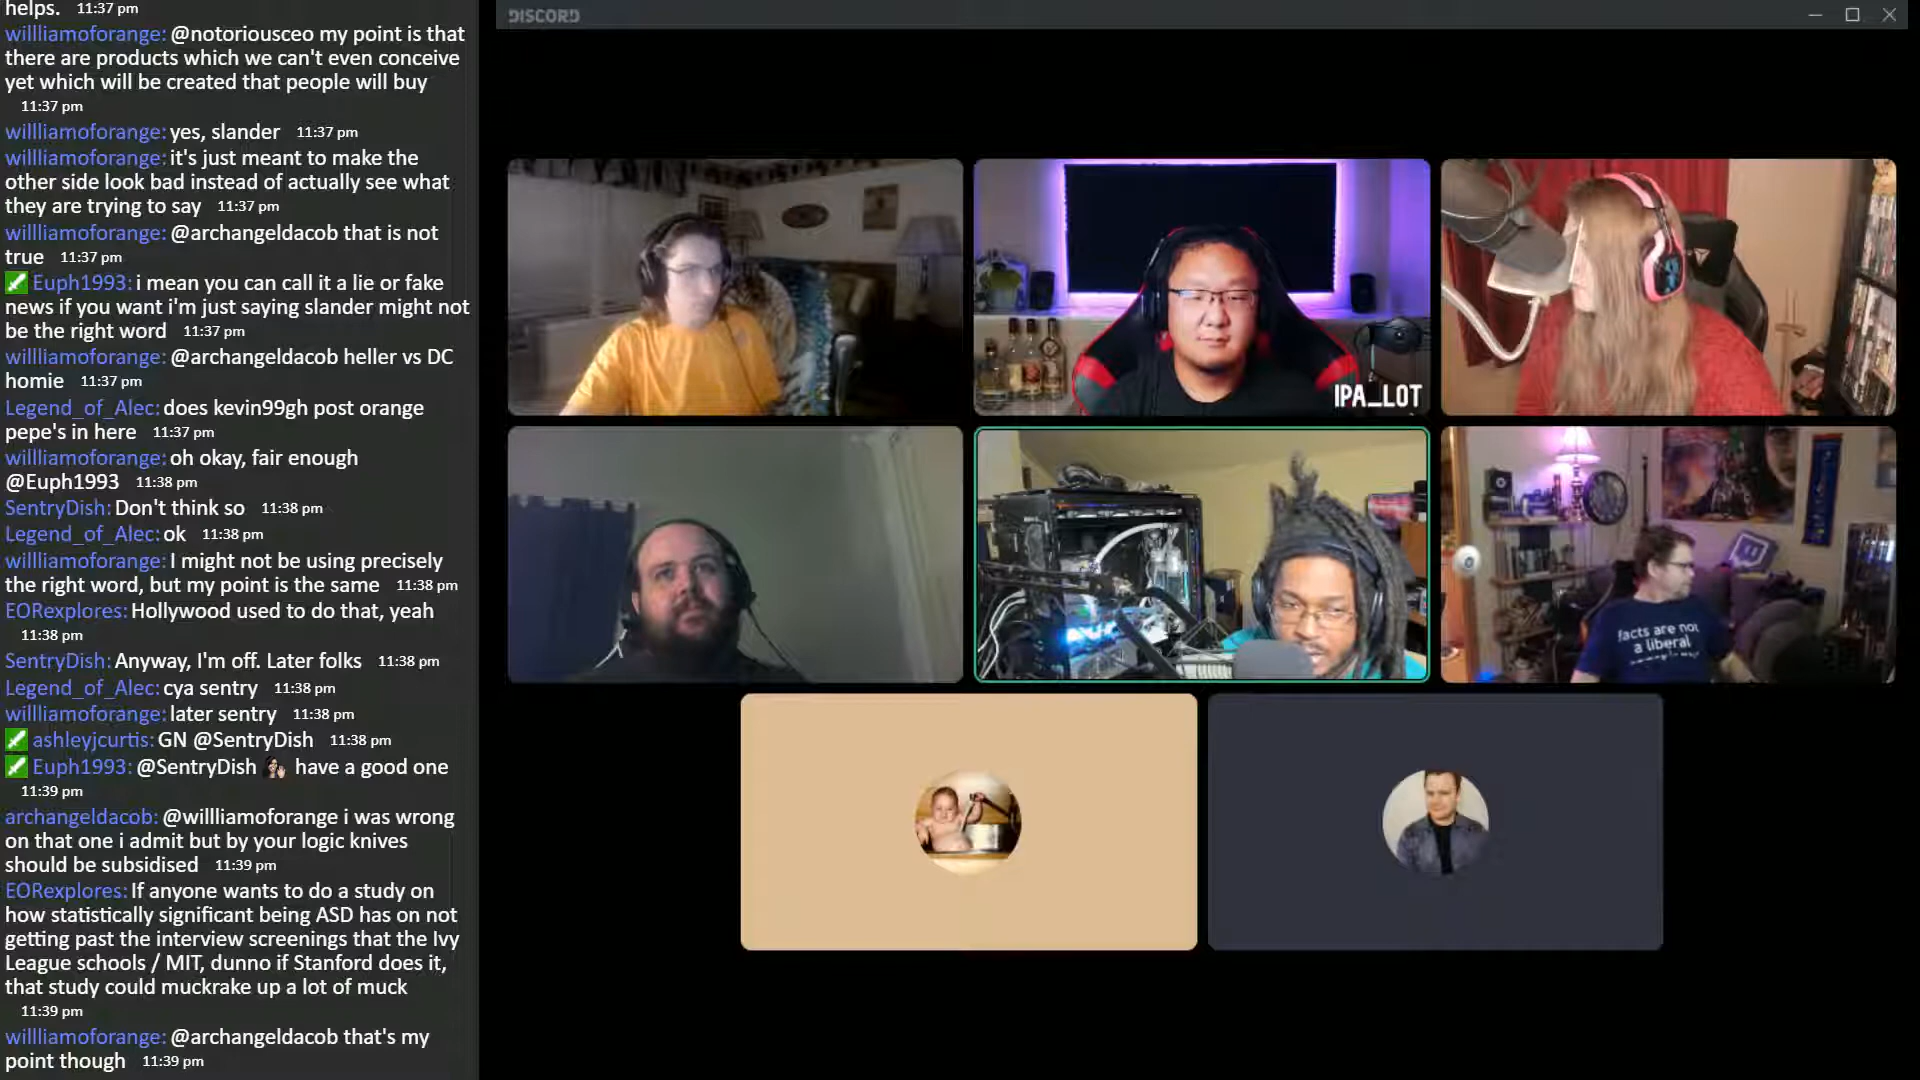 helps. 11:37 pm
willliamoforange: @notoriousceo my point is that
there are products which we can't even conceive
yet which will be created that people will buy
11:37 pm
willliamoforange: yes, slander 11:37 pm
willliamoforange: it's just meant to make the
other side look bad instead of actually see what
they are trying to say 11:37 pm
willliamoforange: @archangeldacob that is not
true 11:37 pm
Euph1993: i mean you can call it a lie or fake
news if you want i'm just saying slander might not
be the right word 11:37 pm
willliamoforange: @archangeldacob heller vs DC
homie 11:37 pm
Legend_of_Alec: does kevin99gh post orange
pepe's in here 11:37 pm
willliamoforange: oh okay, fair enough
@Euph1993 11:38 pm
SentryDish: Don't think so 11:38 pm
Legend_of_Alec: ok 11:38 pm
willliamoforange: I might not be using precisely
the right word, but my point is the same 11:38 pm
EORexplores: Hollywood used to do that, yeah
11:38 pm
SentryDish: Anyway, I'm off. Later folks 11:38 pm
Legend_of_Alec: cya sentry 11:38 pm
willliamoforange: later sentry 11:38 pm
ashleyjcurtis: GN @SentryDish 11:38 pm
Euph1993: @SentryDish have a good one
11:39 pm
archangeldacob: @willliamoforange i was wrong
on that one i admit but by your logic knives
should be subsidised 11:39 pm
EORexplores: If anyone wants to do a study on
how statistically significant being ASD has on not
getting past the interview screenings that the Ivy
League schools / MIT, dunno if Stanford does it,
that study could muckrake up a lot of muck
11:39 pm
willliamoforange: @archangeldacob that's my
point though 11:39 pm
DISCORD
IPA_LOT
facts are not
a liberal